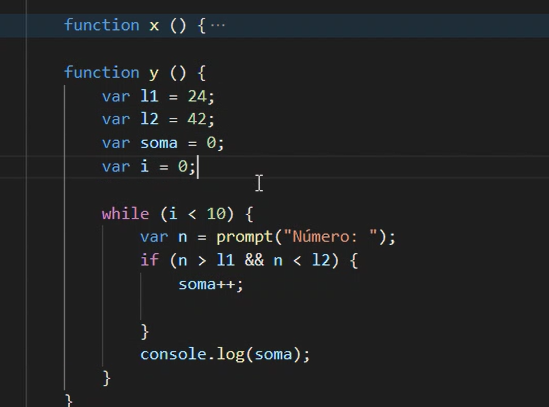 function x () {···
function y () {
var l1 = 24;
var l2 = 42;
var soma = 0;
var i = 0;
while (i < 10) {
var n = prompt("Número: ");
if (n > l1 && n < l2) {
soma++;
}
console.log(soma);
}
}